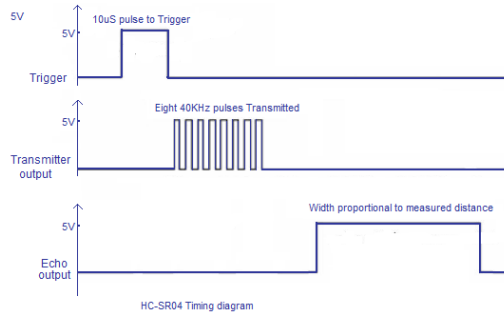 5V
10uS pulse to Trigger
5V
Trigger
Eight 40KHz pulses Transmitted
5V
Transmitter
output
Width proportional to measured distance
5V
Echo
output
HC-SR04 Timing diagram